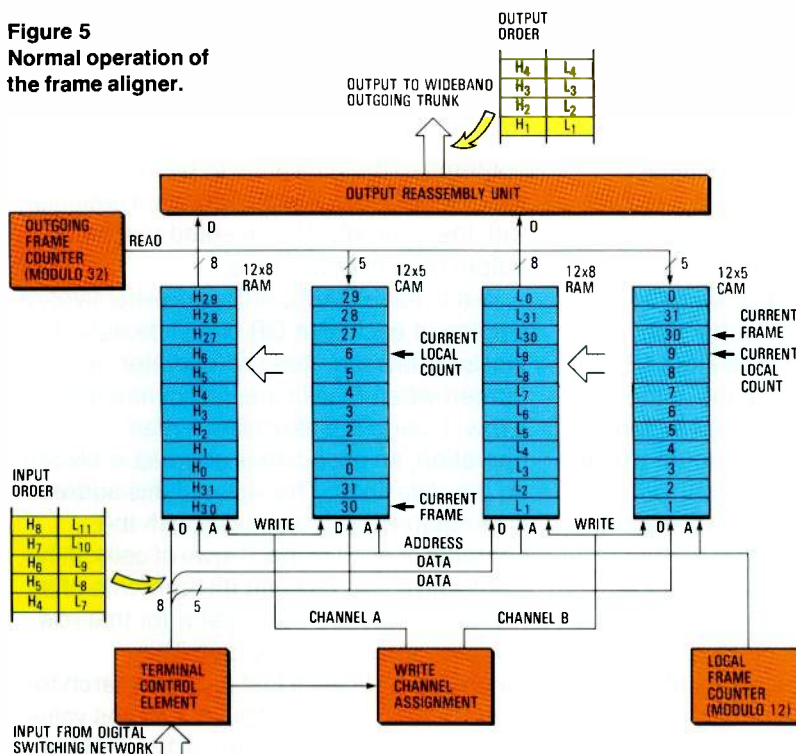 Figure 5
Normal operation of
the frame aligner.
OUTPUT
ORDER
H4 L4
H3 L3
H2 L2
H1 L1
OUTPUT TO WIDEBAND
OUTGOING TRUNK
OUTPUT REASSEMBLY UNIT
OUTGOING
FRAME
COUNTER
(MODULO 32)
READ
D
8
12x8
RAM
5
12x5
CAM
D
8
12x8
RAM
5
12x5
CAM
H29
H28
H27
H6
H5
H4
H3
H2
H1
H0
H31
H30
29
28
27
6
5
4
3
2
1
0
31
30
CURRENT
LOCAL
COUNT
CURRENT
FRAME
L0
L31
L30
L9
L8
L7
L6
L5
L4
L3
L2
L1
0
31
30
9
8
7
6
5
4
3
2
1
CURRENT
FRAME
CURRENT
LOCAL
COUNT
INPUT
ORDER
H8 L11
H7 L10
H6 L9
H5 L8
H4 L7
D A WRITE D A D A WRITE D A
ADDRESS
DATA
DATA
8 5
CHANNEL A CHANNEL B
TERMINAL
CONTROL
ELEMENT
WRITE
CHANNEL
ASSIGNMENT
LOCAL
FRAME COUNTER
(MODULO 12)
INPUT FROM DIGITAL
SWITCHING NETWORK